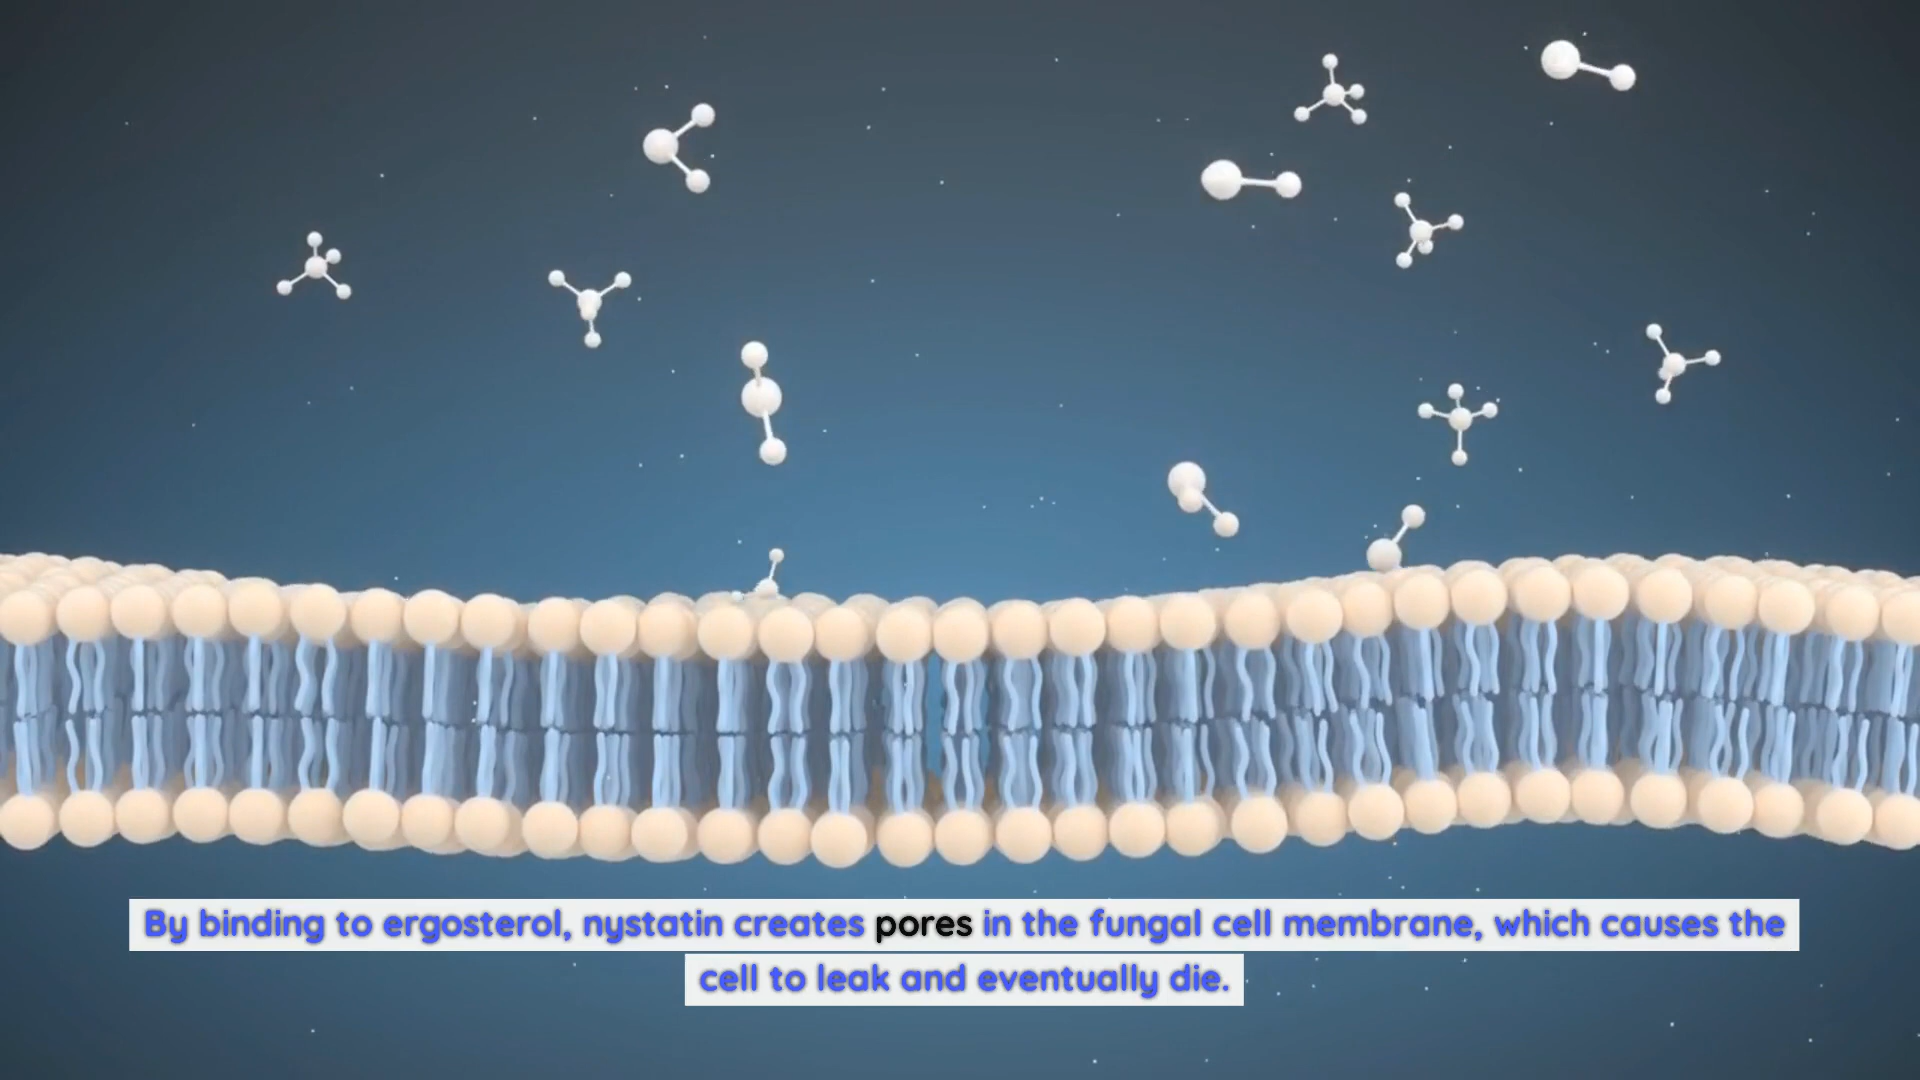 By binding to ergosterol, nystatin creates pores in the fungal cell membrane, which causes the
cell to leak and eventually die.